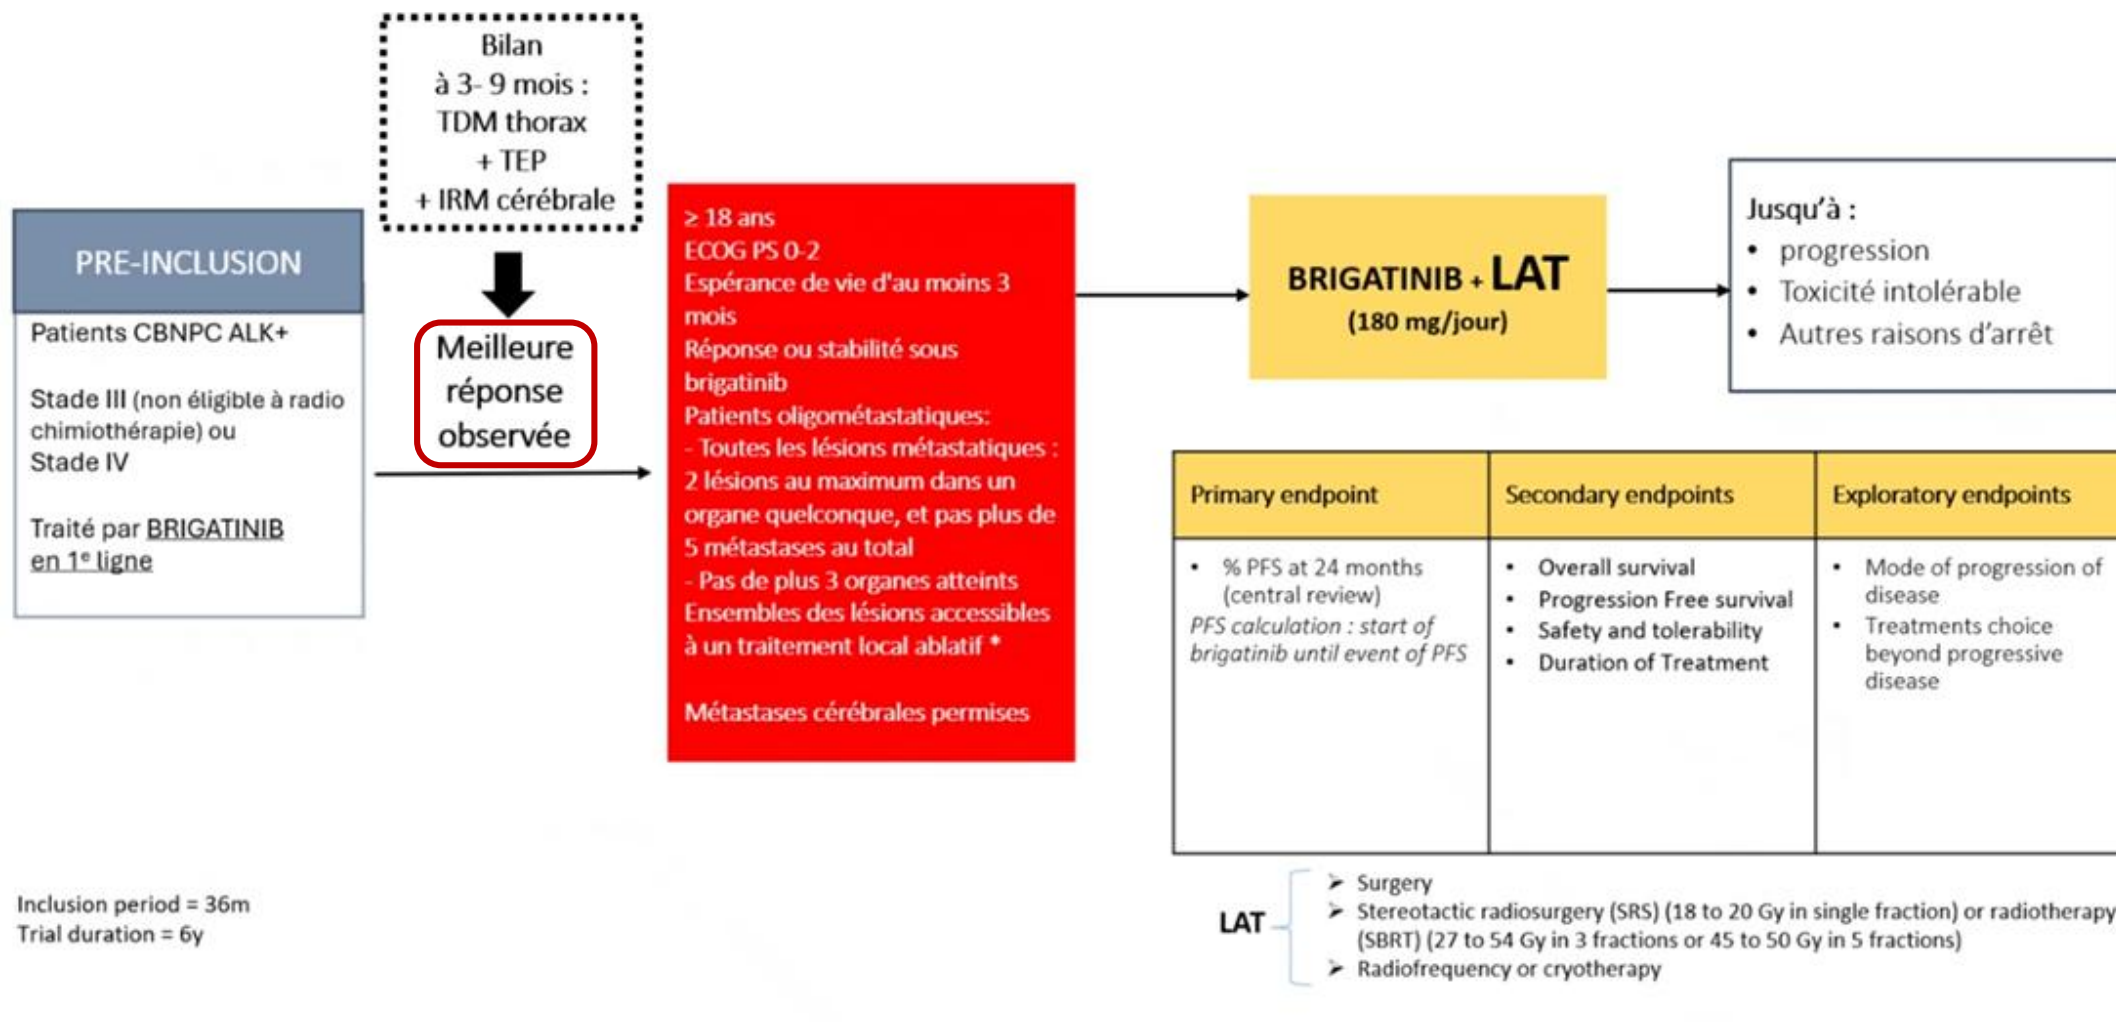 Bilan
à 3- 9 mois :
TDM thorax
+ TEP
+ IRM cérébrale
PRE-INCLUSION
Patients CBNPC ALK+
Stade III (non éligible à radio
chimiothérapie) ou
Stade IV
Traité par BRIGATINIB
en 1e ligne
Meilleure
réponse
observée
≥ 18 ans
ECOG PS 0-2
Espérance de vie d'au moins 3
mois
Réponse ou stabilité sous
brigatinib
Patients oligométastatiques:
- Toutes les lésions métastatiques :
2 lésions au maximum dans un
organe quelconque, et pas plus de
5 métastases au total
- Pas de plus 3 organes atteints
Ensembles des lésions accessibles
à un traitement local ablatif *
Métastases cérébrales permises
BRIGATINIB + LAT
(180 mg/jour)
Jusqu'à :
• progression
• Toxicité intolérable
• Autres raisons d'arrêt
Primary endpoint
• % PFS at 24 months
(central review)
PFS calculation : start of
brigatinib until event of PFS
Secondary endpoints
• Overall survival
• Progression Free survival
• Safety and tolerability
• Duration of Treatment
Exploratory endpoints
• Mode of progression of
disease
• Treatments choice
beyond progressive
disease
Inclusion period = 36m
Trial duration = 6y
LAT
➢ Surgery
➢ Stereotactic radiosurgery (SRS) (18 to 20 Gy in single fraction) or radiotherapy
(SBRT) (27 to 54 Gy in 3 fractions or 45 to 50 Gy in 5 fractions)
➢ Radiofrequency or cryotherapy